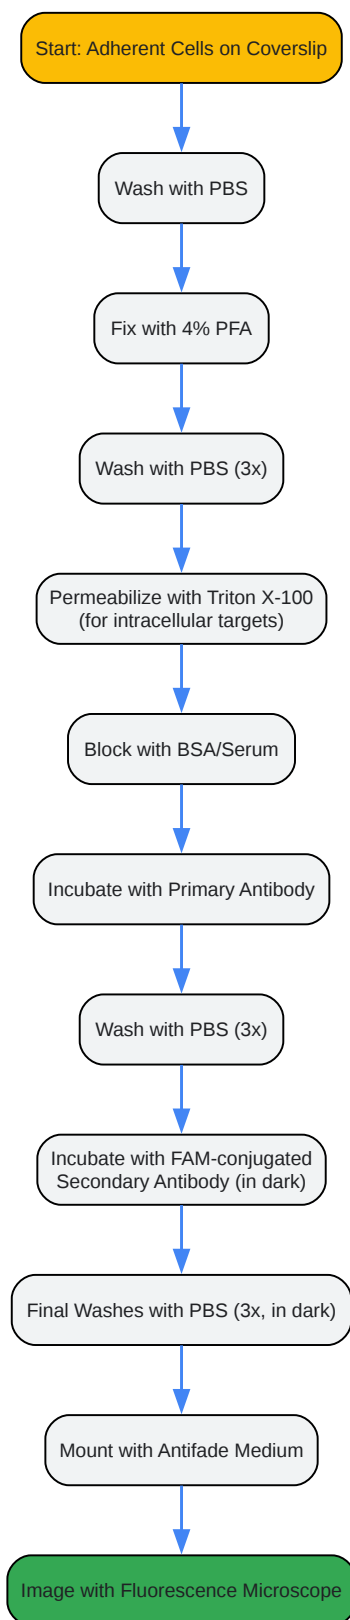 Start: Adherent Cells on Coverslip
Wash with PBS
Fix with 4% PFA
Wash with PBS (3x)
Permeabilize with Triton X-100
(for intracellular targets)
Block with BSA/Serum
Incubate with Primary Antibody
Wash with PBS (3x)
Incubate with FAM-conjugated
Secondary Antibody (in dark)
Final Washes with PBS (3x, in dark)
Mount with Antifade Medium
Image with Fluorescence Microscope